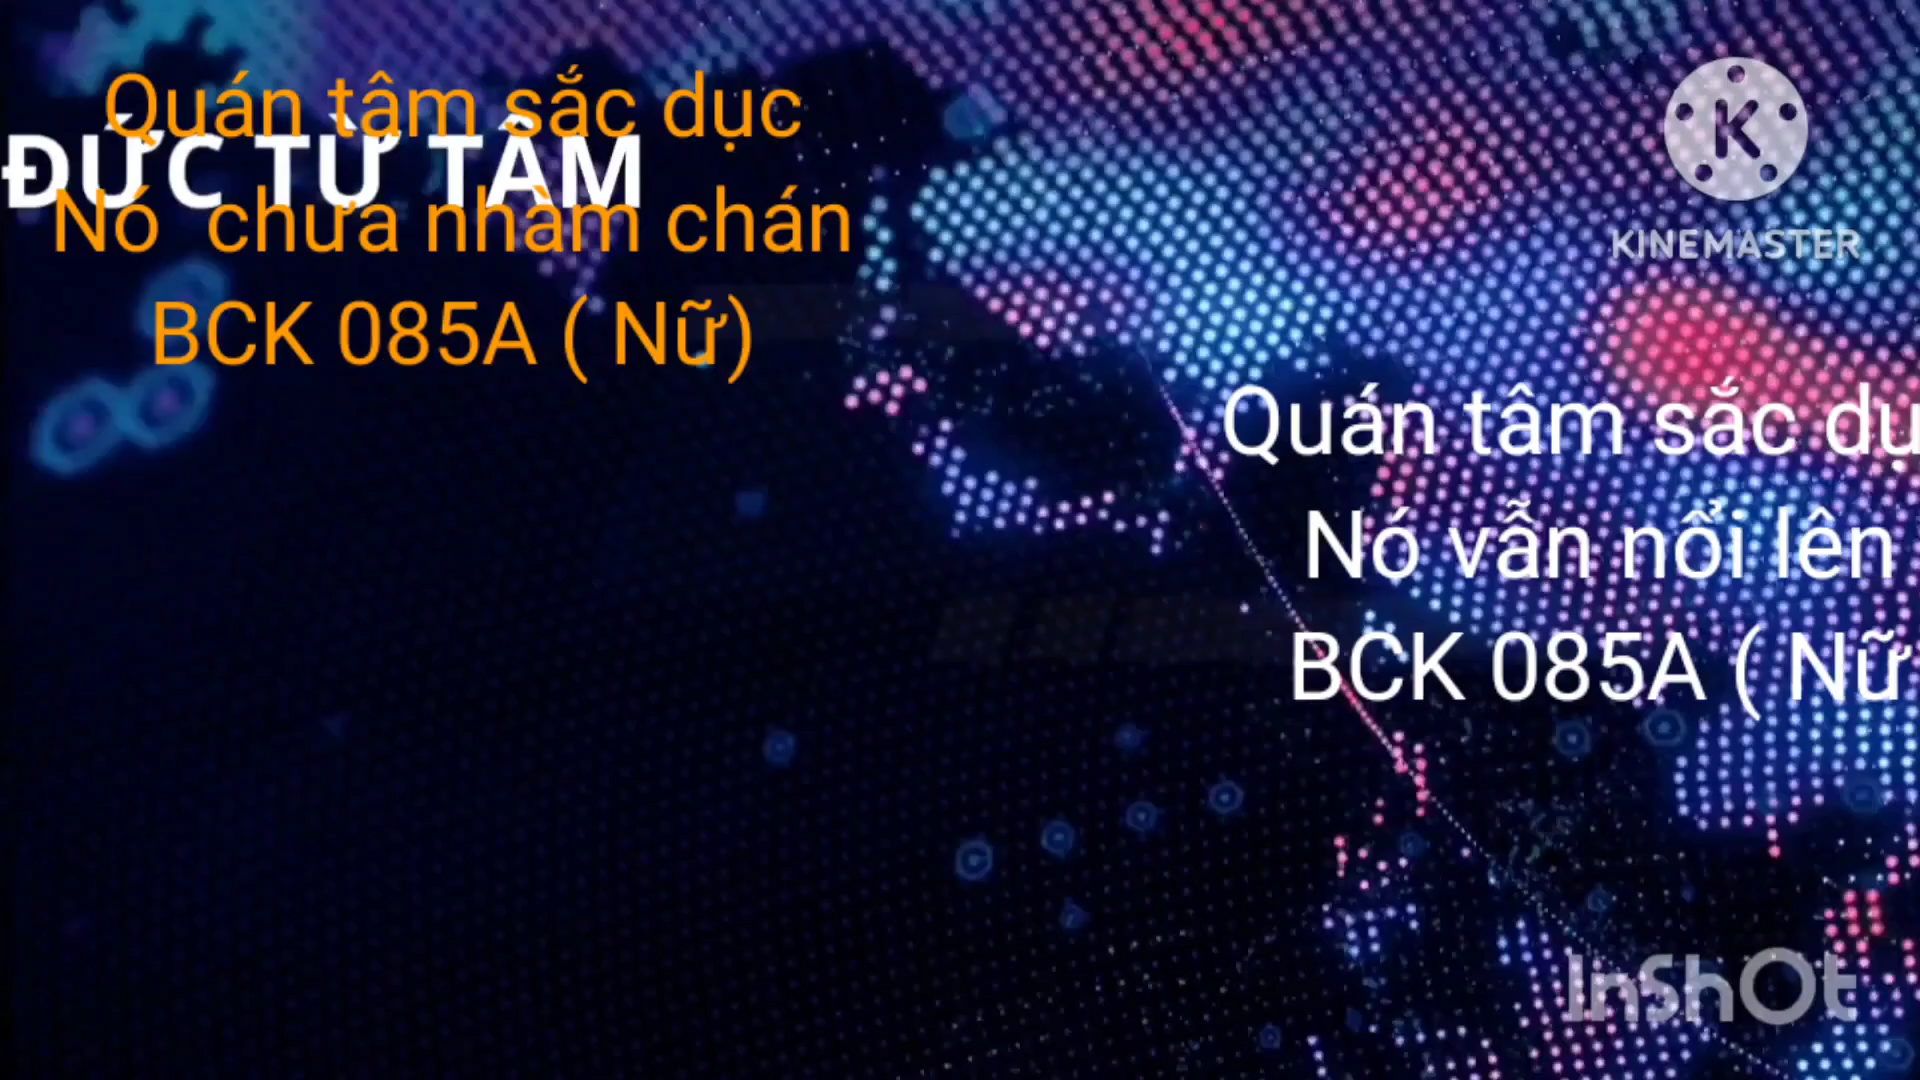 Quán tâm sắc dục
ĐỨC TỪ TÂM
Nó chưa nhàm chán
BCK 085A ( Nữ)
KINEMASTER
Quán tâm sắc dụ
Nó vẫn nổi lên
BCK 085A ( Nữ
InShOt